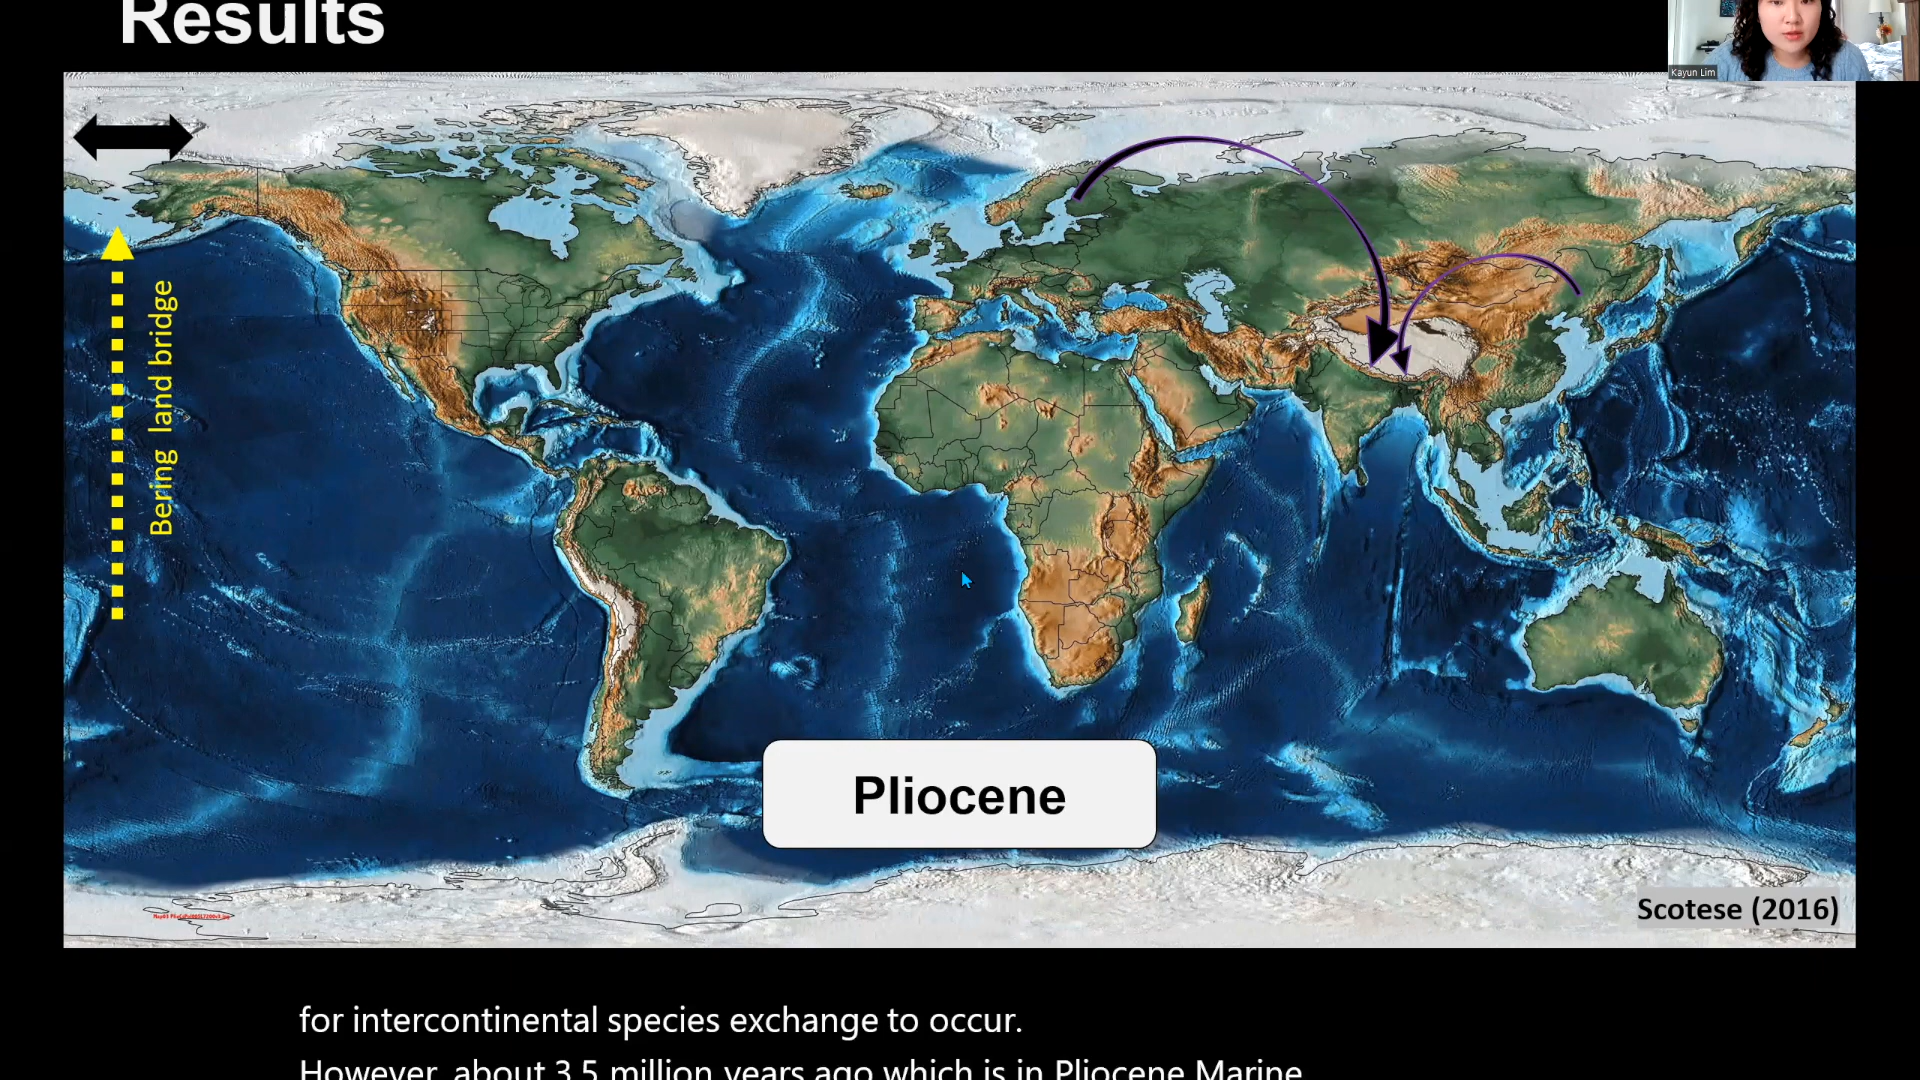 Results
Kayun Lim
Bering land bridge
Pliocene
Scotese (2016)
for intercontinental species exchange to occur.
However, about 3.5 million years ago which is in Pliocene Marine